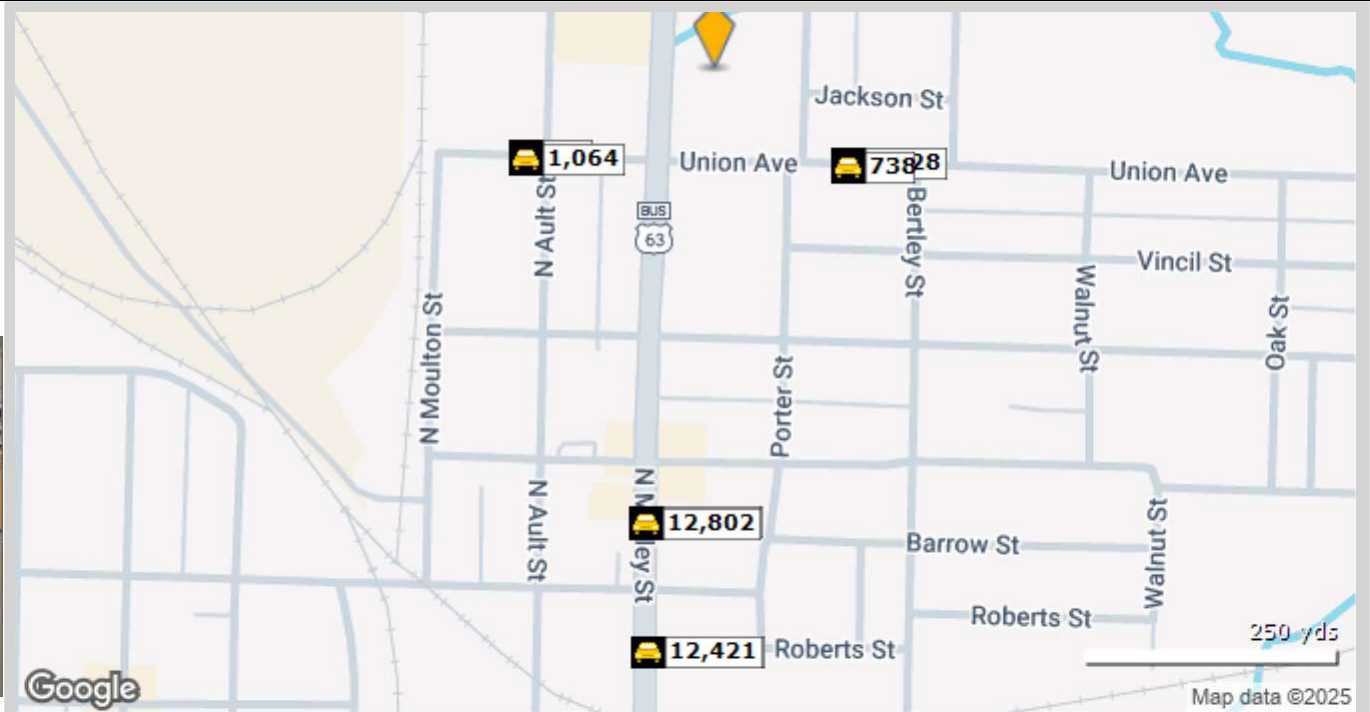 Jackson St
1,064
Union Ave
738
28
Union Ave
BUS
63
N Ault St
Bertley St
Vincil St
N Moulton St
Walnut St
Oak St
Porter St
N Ault St
12,802
Barrow St
Walnut St
Roberts St
250 yds
12,421
Roberts St
Google
Map data ©2025